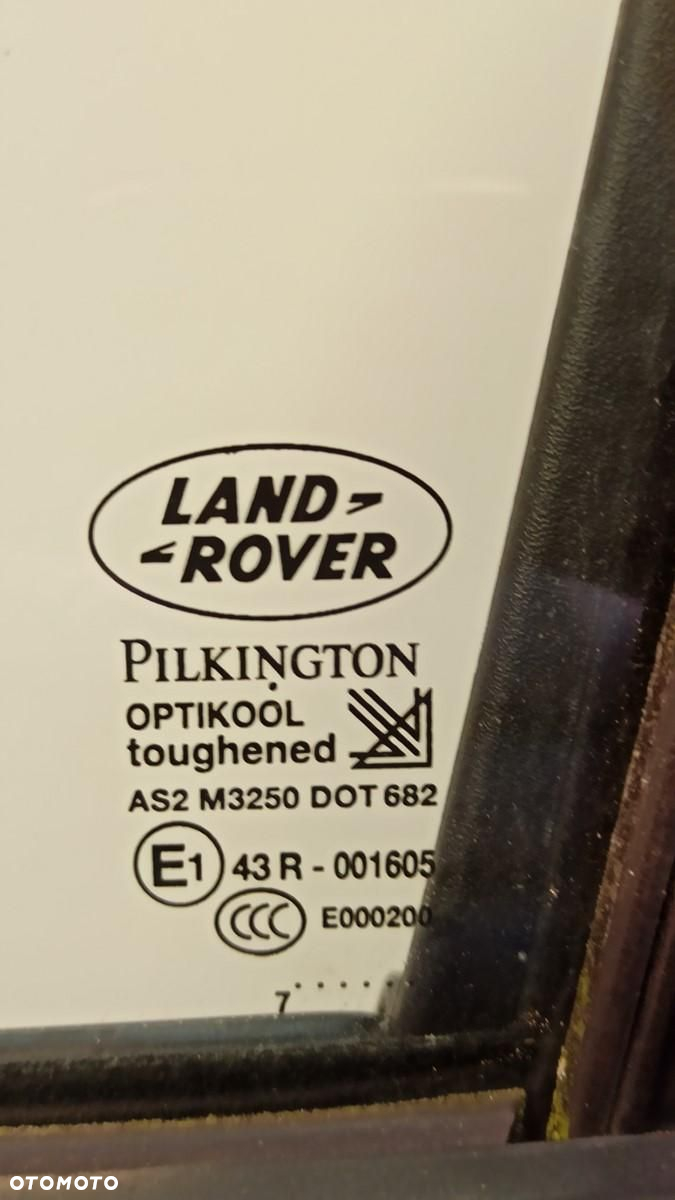 LAND
ROVER
PILKINGTON
OPTIKOOL
toughened
AS2 M3250 DOT 682
E1 43 R - 001605
CCC E000200
7
OTOMOTO